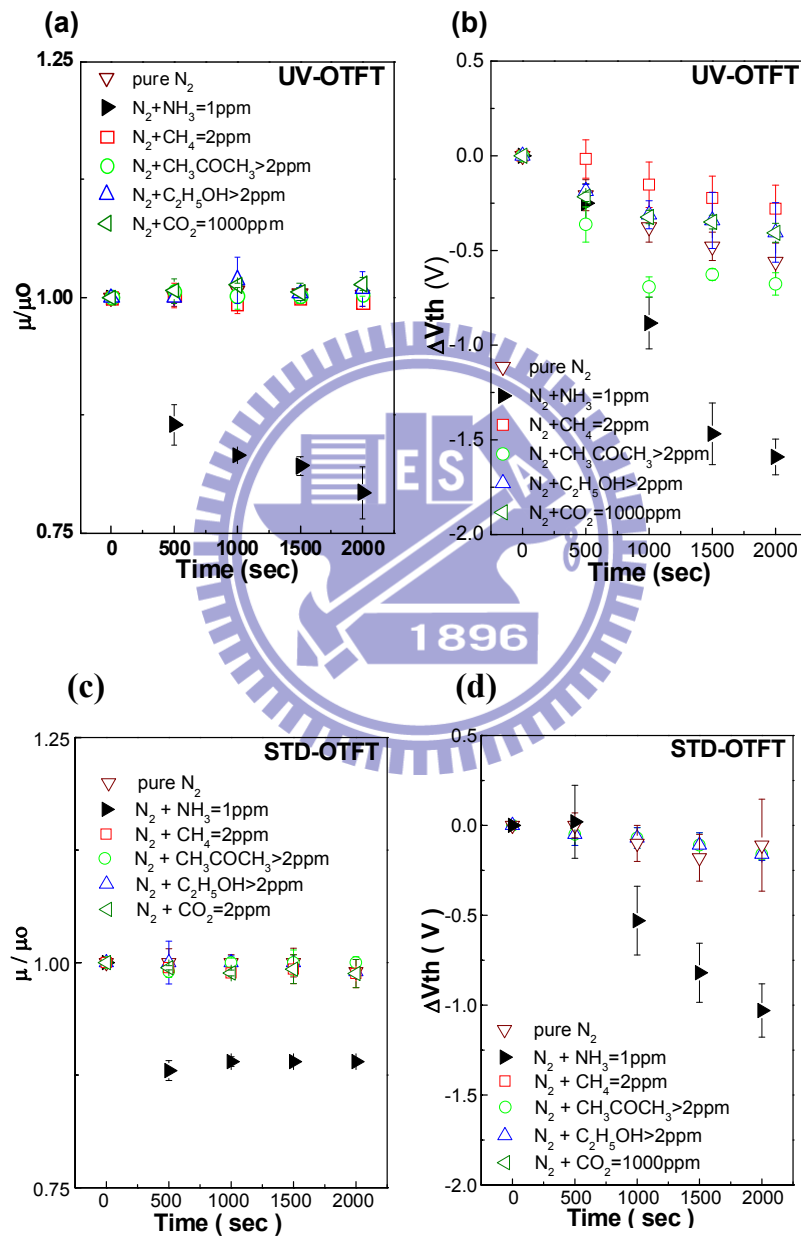 (a)
1.25
UV-OTFT
pure N₂
N₂+NH₃=1ppm
N₂+CH₄=2ppm
N₂+CH₃COCH₃>2ppm
N₂+C₂H₅OH>2ppm
N₂+CO₂=1000ppm
1.00
0.75
μ/μo
0 500 1000 1500 2000
Time (sec)
(b)
0.5
UV-OTFT
0.0
-0.5
-1.0
-1.5
-2.0
ΔVth (V)
pure N₂
N₂+NH₃=1ppm
N₂+CH₄=2ppm
N₂+CH₃COCH₃>2ppm
N₂+C₂H₅OH>2ppm
N₂+CO₂=1000ppm
0 500 1000 1500 2000
Time (sec)
ES
A
1896
(c)
1.25
STD-OTFT
pure N₂
N₂ + NH₃=1ppm
N₂ + CH₄=2ppm
N₂ + CH₃COCH₃>2ppm
N₂ + C₂H₅OH>2ppm
N₂ + CO₂=2ppm
1.00
0.75
μ / μo
0 500 1000 1500 2000
Time ( sec )
(d)
0.5
STD-OTFT
0.0
-0.5
-1.0
-1.5
-2.0
ΔVth ( V )
pure N₂
N₂ + NH₃=1ppm
N₂ + CH₄=2ppm
N₂ + CH₃COCH₃>2ppm
N₂ + C₂H₅OH>2ppm
N₂ + CO₂=1000ppm
0 500 1000 1500 2000
Time ( sec )